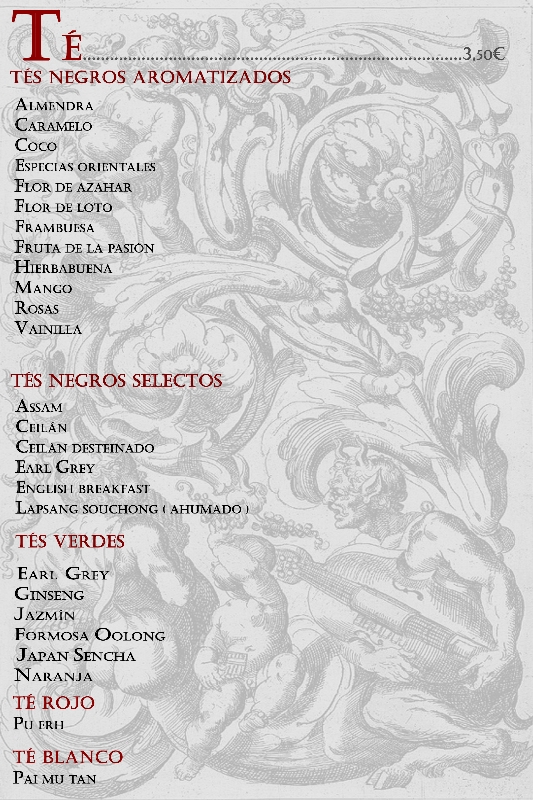 Té......................................................................3,50€
Tés negros aromatizados
Almendra
Caramelo
Coco
Especias orientales
Flor de azahar
Flor de loto
Frambuesa
Fruta de la pasión
Hierbabuena
Mango
Rosas
Vainilla
Tés negros selectos
Assam
Ceilán
Ceilán desteinado
Earl Grey
English breakfast
Lapsang souchong ( ahumado )
Tés verdes
Earl Grey
Ginseng
Jazmín
Formosa Oolong
Japan Sencha
Naranja
Té rojo
Pu erh
Té blanco
Pai mu tan